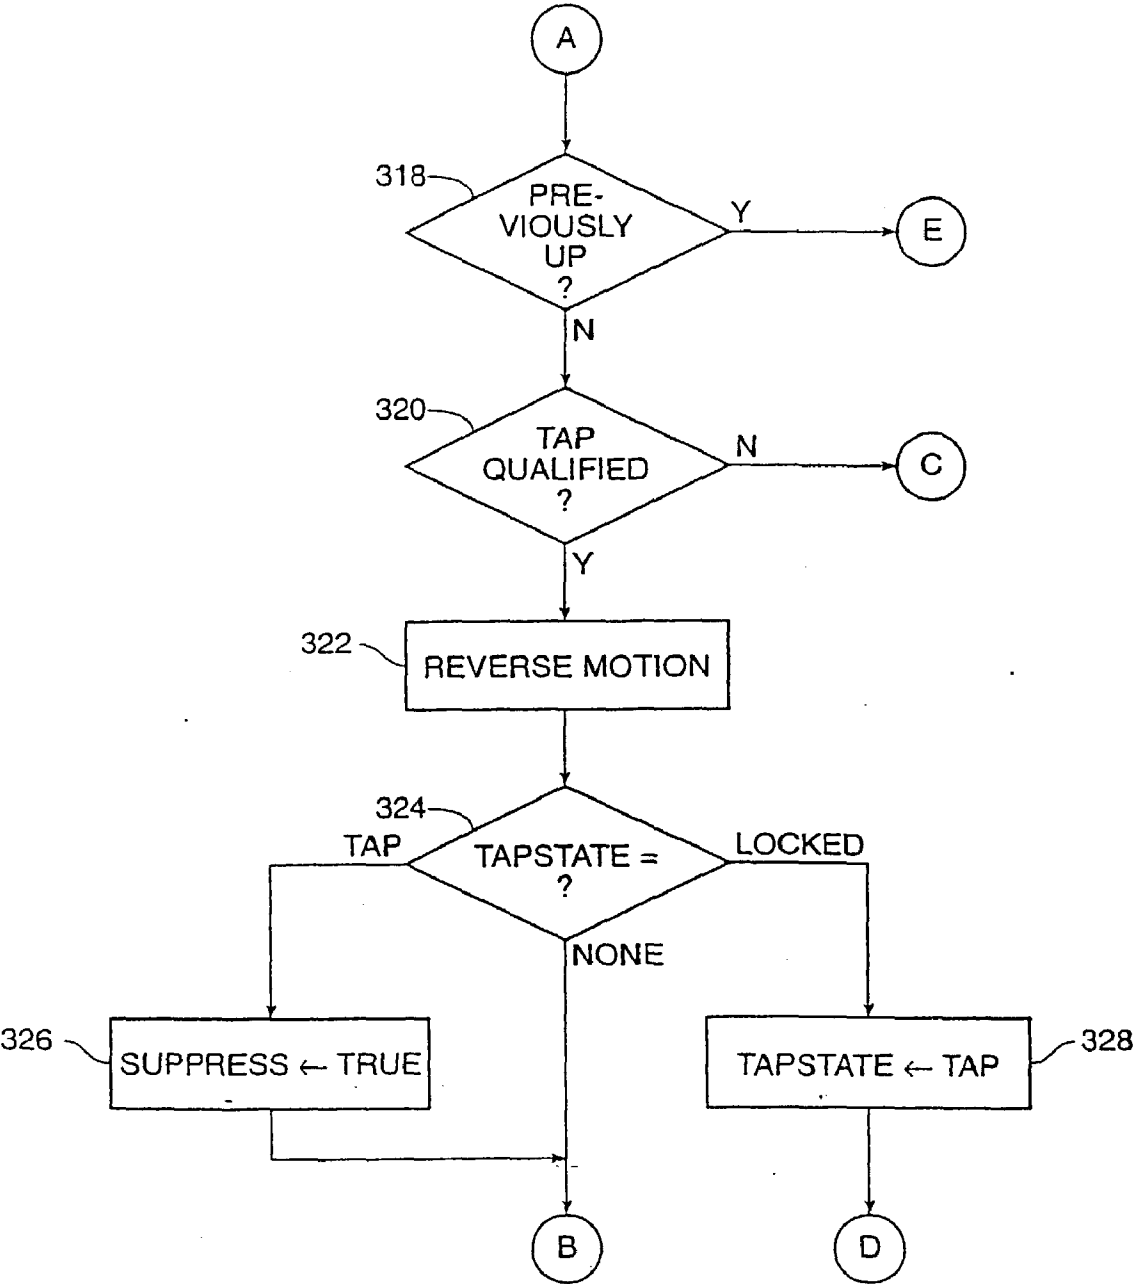 A
318
PRE-
VIOUSLY
UP
?
Y
E
N
320
TAP
QUALIFIED
?
N
C
Y
322
REVERSE MOTION
324
TAP
TAPSTATE =
?
LOCKED
NONE
326
SUPPRESS ← TRUE
TAPSTATE ← TAP
328
B
D